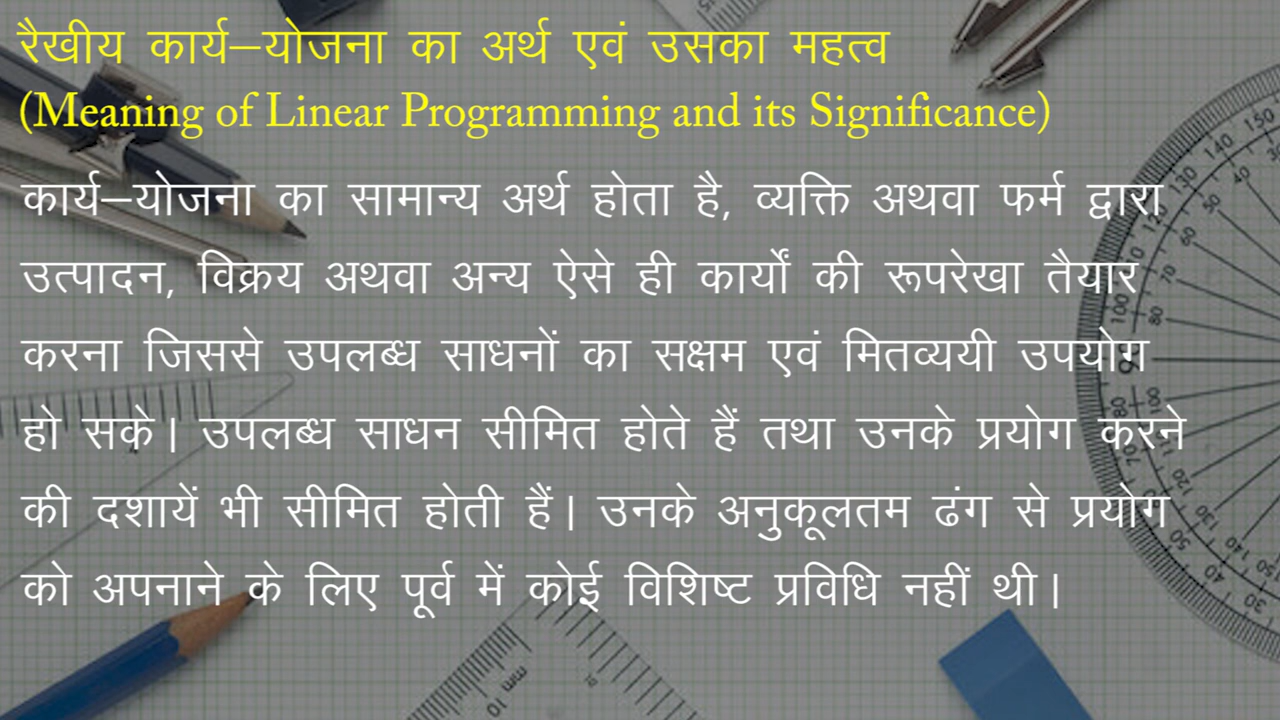 रैखीय कार्य–योजना का अर्थ एवं उसका महत्व
(Meaning of Linear Programming and its Significance)
कार्य–योजना का सामान्य अर्थ होता है, व्यक्ति अथवा फर्म द्वारा
उत्पादन, विक्रय अथवा अन्य ऐसे ही कार्यों की रूपरेखा तैयार
करना जिससे उपलब्ध साधनों का सक्षम एवं मितव्ययी उपयोग
हो सके। उपलब्ध साधन सीमित होते हैं तथा उनके प्रयोग करने
की दशायें भी सीमित होती हैं। उनके अनुकूलतम ढंग से प्रयोग
को अपनाने के लिए पूर्व में कोई विशिष्ट प्रविधि नहीं थी।